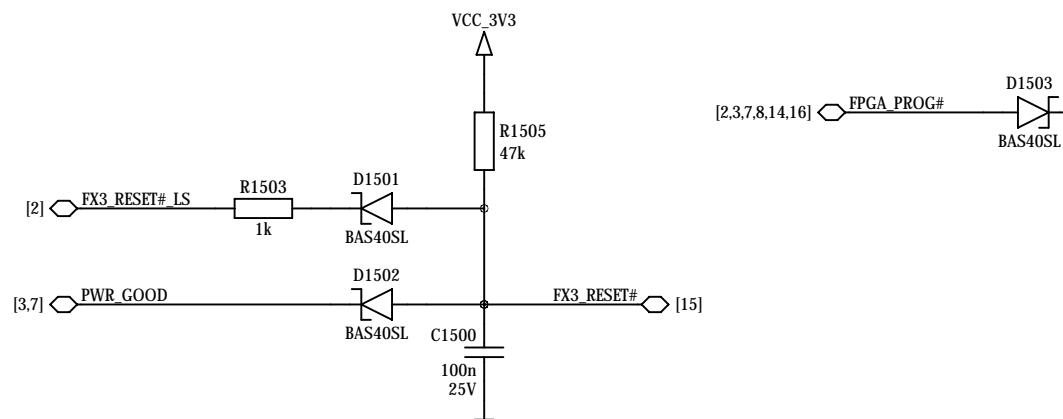 VCC_3V3
D1503
[2,3,7,8,14,16]
FPGA_PROG#
BAS40SL
R1505
47k
D1501
R1503
[2]
FX3_RESET#_LS
1k
BAS40SL
D1502
[3,7]
PWR_GOOD
FX3_RESET#
[15]
BAS40SL
C1500
100n
25V